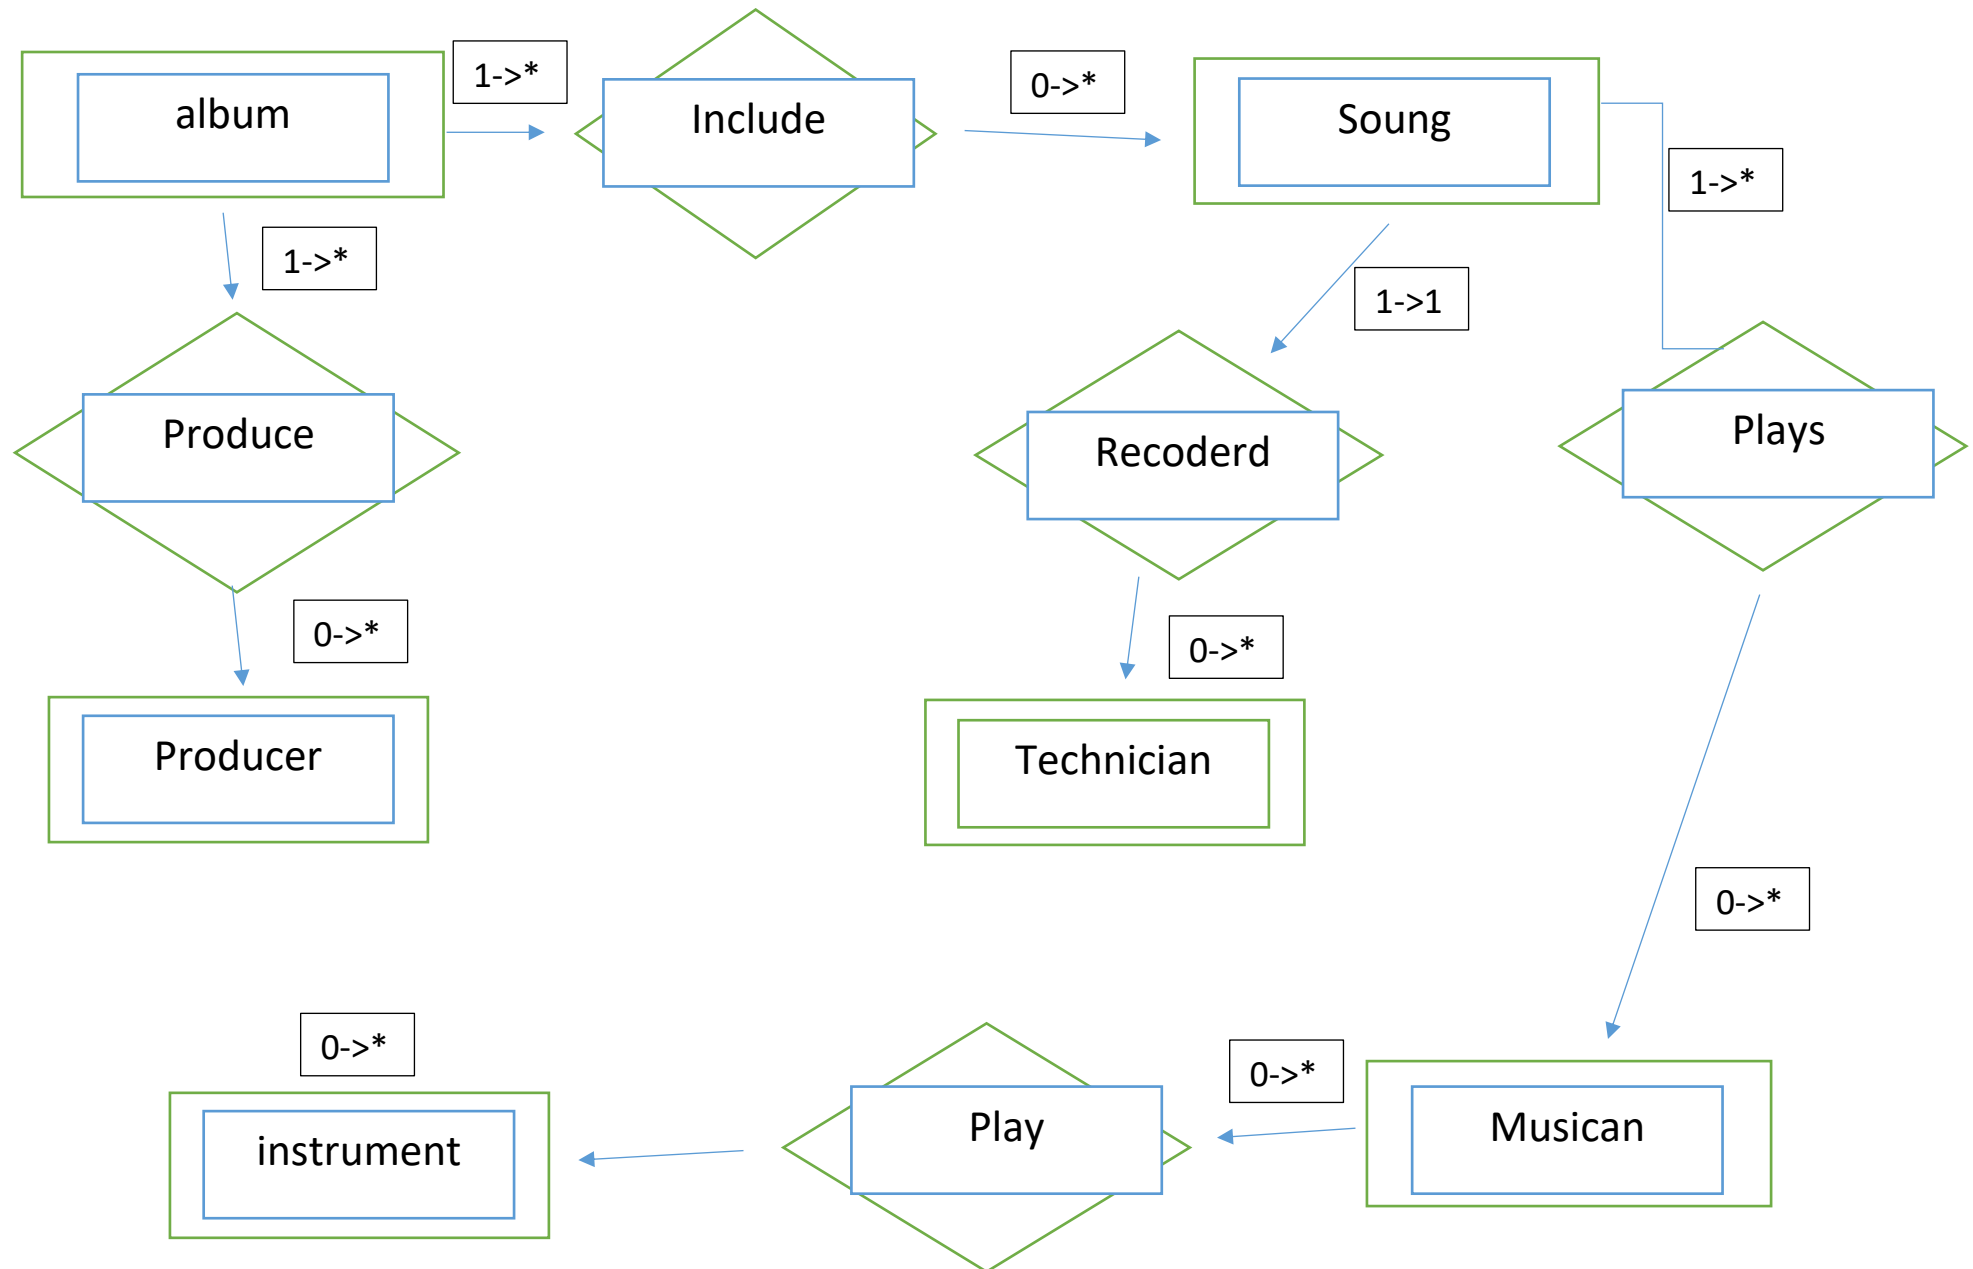 album
1->*
Include
0->*
Soung
1->*
1->*
1->1
Produce
Recoderd
Plays
0->*
0->*
Producer
Technician
0->*
0->*
0->*
instrument
Play
Musican